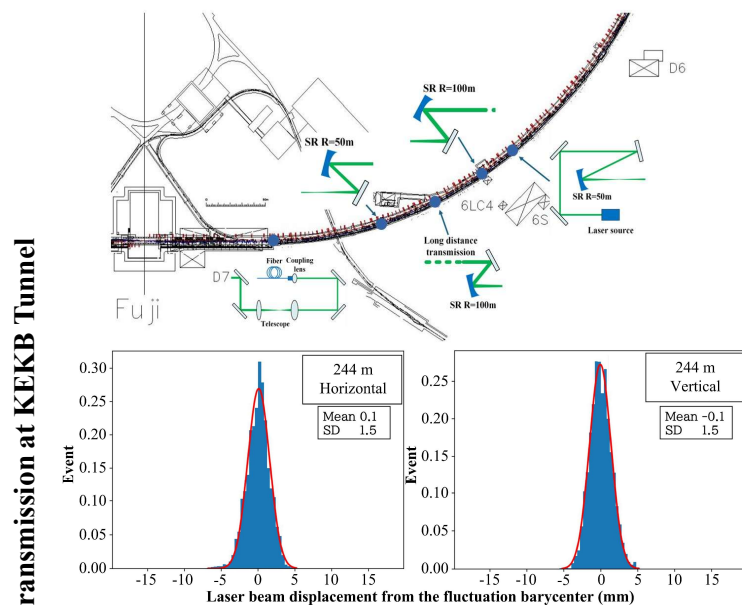 ransmission at KEKB Tunnel
D6
SR R=100m
SR R=50m
6LC4
6S
SR R=50m
Laser source
Long distance
transmission
SR R=100m
Fuji
D7
Fiber
Coupling
lens
Telescope
244 m
Horizontal
Mean 0.1
SD 1.5
Event
0.30
0.25
0.20
0.15
0.10
0.05
0.00
-15
-10
-5
0
5
10
15
244 m
Vertical
Mean -0.1
SD 1.5
Event
0.25
0.20
0.15
0.10
0.05
0.00
-15
-10
-5
0
5
10
15
Laser beam displacement from the fluctuation barycenter (mm)